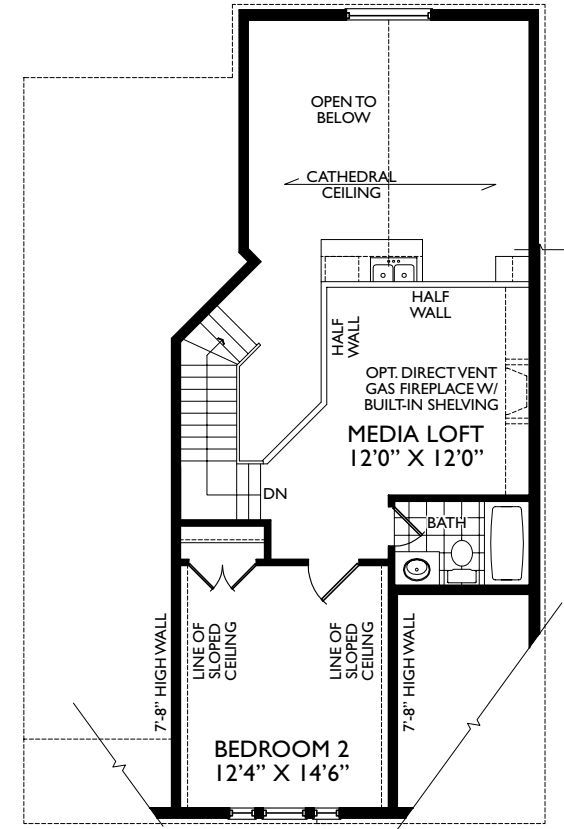 OPEN TO
BELOW
CATHEDRAL
CEILING
HALF
WALL
HALF
WALL
OPT. DIRECT VENT
GAS FIREPLACE W/
BUILT-IN SHELVING
MEDIA LOFT
12'0” X 12'0”
DN
BATH
7'-8” HIGH WALL
LINE OF
SLOPED
CEILING
LINE OF
SLOPED
CEILING
7'-8” HIGH WALL
BEDROOM 2
12'4” X 14'6”